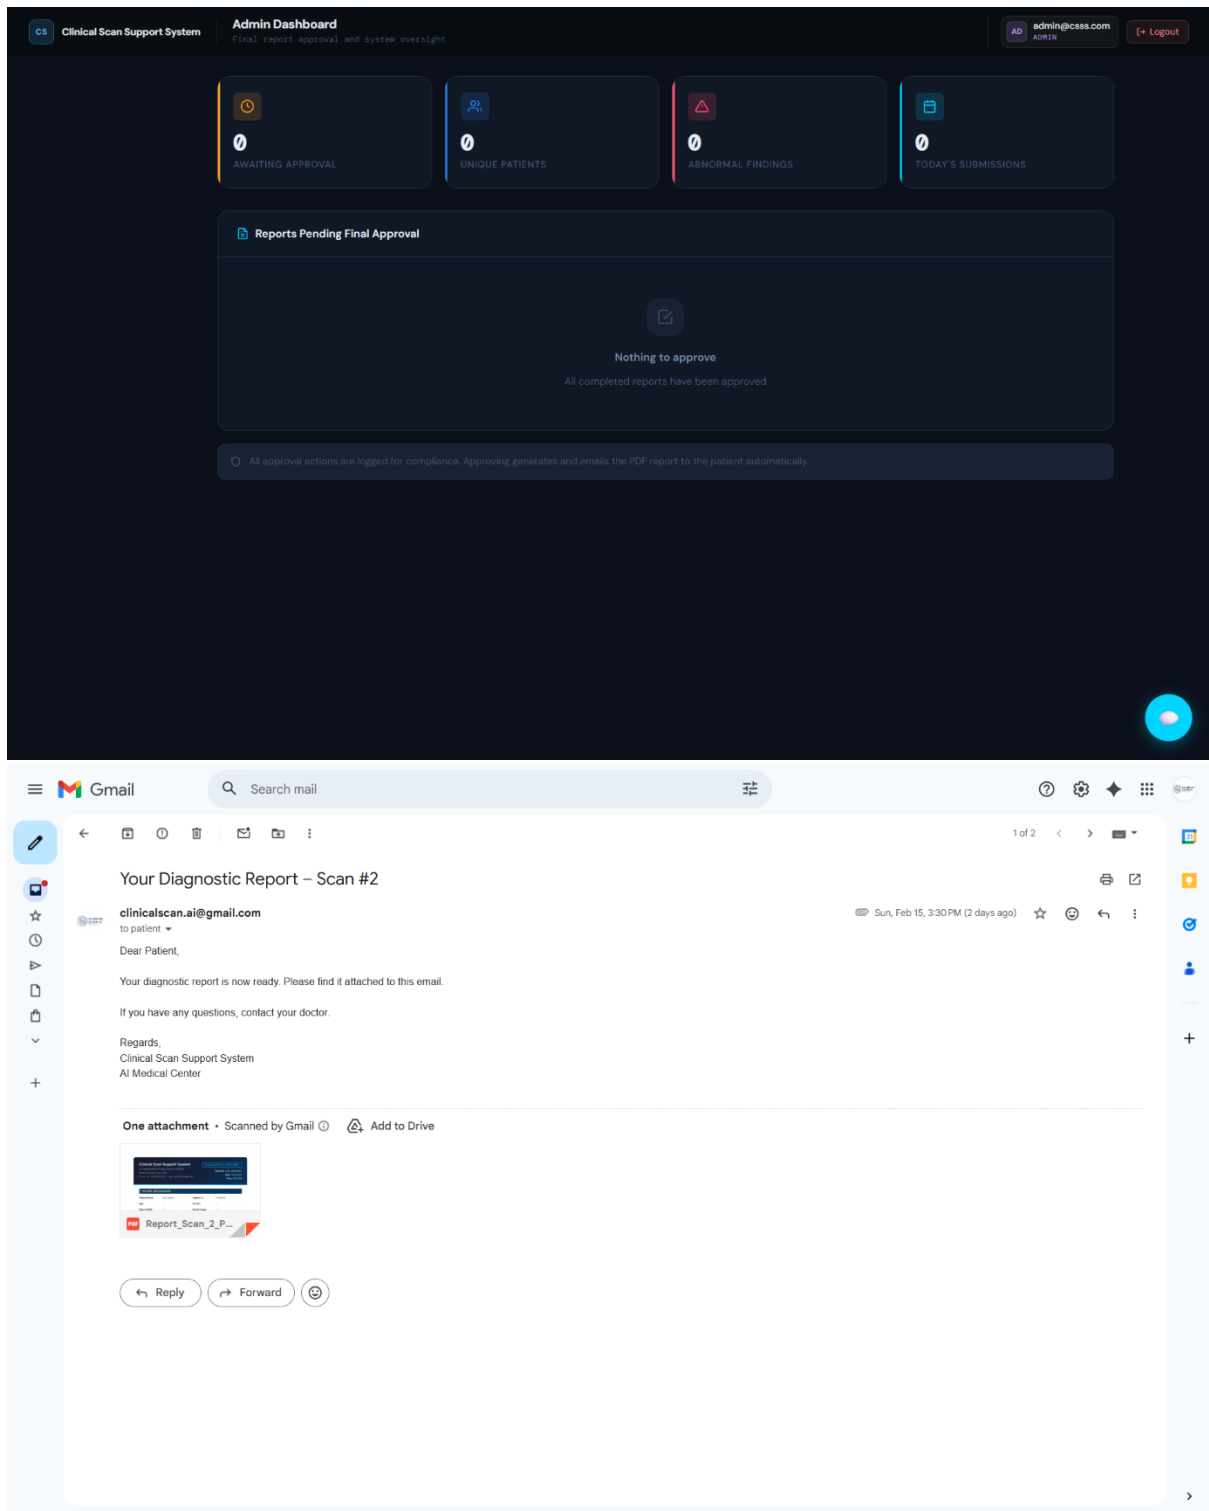 CS Clinical Scan Support System
Admin Dashboard
Final report approval and system oversight
AD admin@csss.com
ADMIN
Logout
0
AWAITING APPROVAL
0
UNIQUE PATIENTS
0
ABNORMAL FINDINGS
0
TODAY'S SUBMISSIONS
Reports Pending Final Approval
Nothing to approve
All completed reports have been approved
All approval actions are logged for compliance. Approving generates and emails the PDF report to the patient automatically.
Gmail
Search mail
1 of 2
Your Diagnostic Report – Scan #2
clinicalscan.ai@gmail.com
Sun, Feb 15, 3:30 PM (2 days ago)
to patient
Dear Patient,
Your diagnostic report is now ready. Please find it attached to this email.
If you have any questions, contact your doctor.
Regards,
Clinical Scan Support System
AI Medical Center
One attachment • Scanned by Gmail
Add to Drive
Clinical Scan Support System
PDF Report_Scan_2_P...
Reply
Forward
31